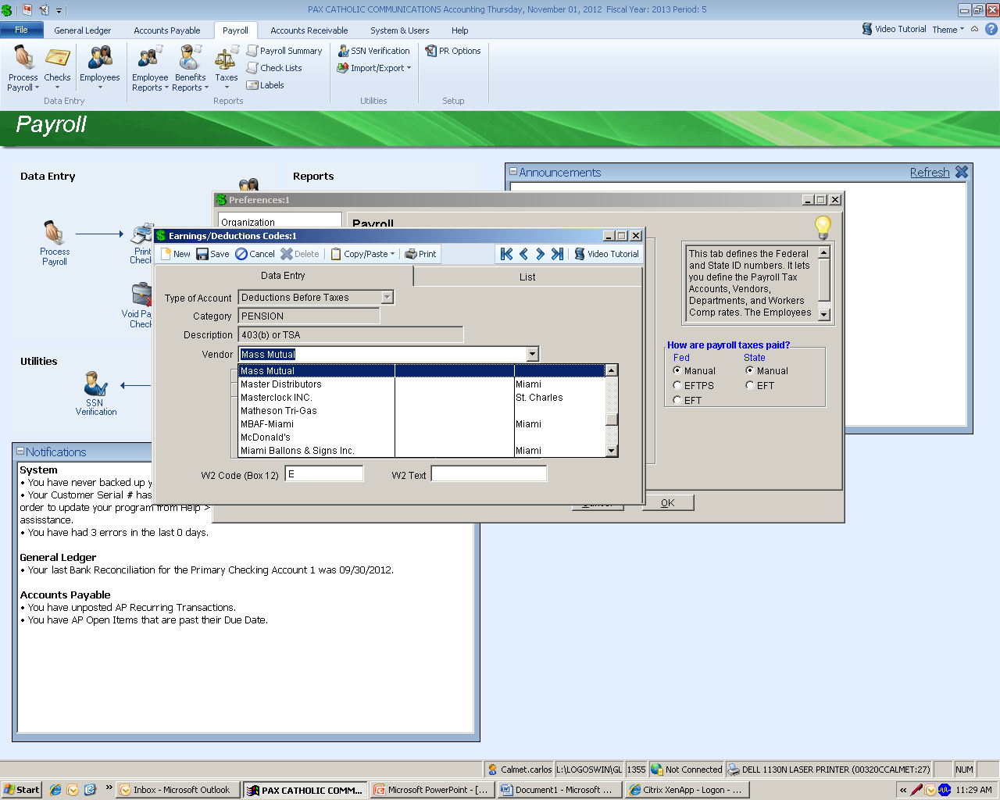 PAX CATHOLIC COMMUNICATIONS Accounting Thursday, November 01, 2012 Fiscal Year: 2013 Period: 5
File General Ledger Accounts Payable Payroll Accounts Receivable System & Users Help Video Tutorial Theme
Process Payroll
Checks
Employees
Data Entry
Employee Reports
Benefits Reports
Taxes
Payroll Summary
Check Lists
Labels
Reports
SSN Verification
Import/Export
Utilities
PR Options
Setup
Payroll
Data Entry
Reports
Process
Payroll
Print
Check
Void Pa
Check
Utilities
SSN
Verification
Announcements Refresh
Preferences:1
Organization
Payroll
This tab defines the Federal
and State ID numbers. It lets
you define the Payroll Tax
Accounts, Vendors,
Departments, and Workers
Comp rates. The Employees
How are payroll taxes paid?
Fed State
Manual Manual
EFTPS EFT
EFT
OK
Earnings/Deductions Codes:1
New Save Cancel Delete Copy/Paste Print Video Tutorial
Data Entry List
Type of Account Deductions Before Taxes
Category PENSION
Description 403(b) or TSA
Vendor Mass Mutual
Mass Mutual
Master Distributors Miami
Masterclock INC. St. Charles
Matheson Tri-Gas
MBAF-Miami Miami
McDonald's
Miami Ballons & Signs Inc. Miami
W2 Code (Box 12) E W2 Text
Notifications
System
• You have never backed up y
• Your Customer Serial # has
order to update your program from Help >
assisstance.
• You have had 3 errors in the last 0 days.
General Ledger
• Your last Bank Reconciliation for the Primary Checking Account 1 was 09/30/2012.
Accounts Payable
• You have unposted AP Recurring Transactions.
• You have AP Open Items that are past their Due Date.
Calmet.carlos L:\LOGOSWIN\GL 1355 Not Connected DELL 1130N LASER PRINTER (00320CCALMET:27) NUM
Start Inbox - Microsoft Outlook PAX CATHOLIC COMM... Microsoft PowerPoint - [... Document1 - Microsoft ... Citrix XenApp - Logon - ... 11:29 AM